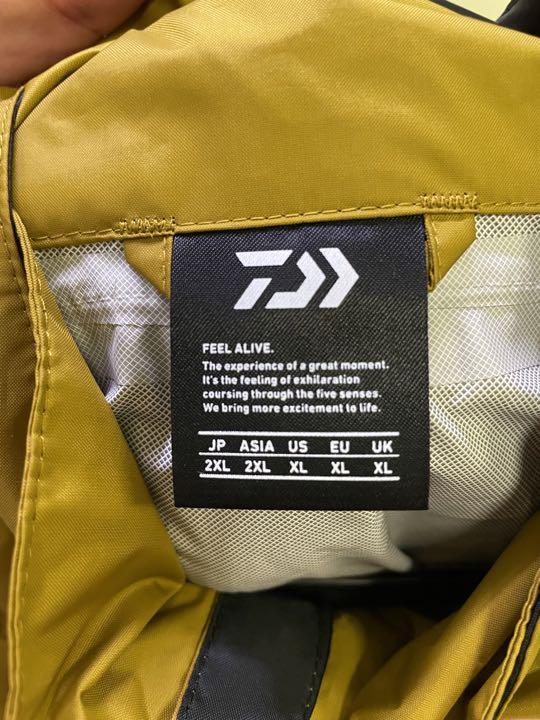 FEEL ALIVE.
The experience of a great moment.
It's the feeling of exhilaration
coursing through the five senses.
We bring more excitement to life.
JP ASIA US EU UK
2XL 2XL XL XL XL